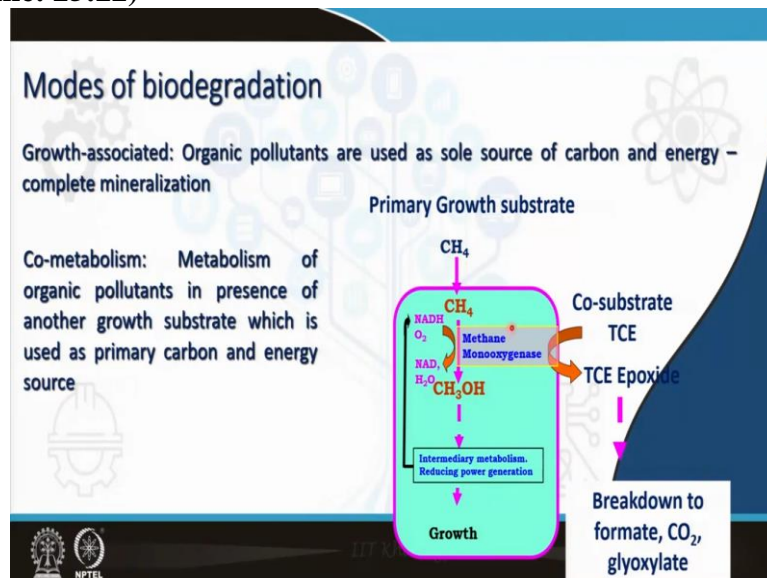 Modes of biodegradation
Growth-associated: Organic pollutants are used as sole source of carbon and energy –
complete mineralization
Primary Growth substrate
Co-metabolism: Metabolism of
organic pollutants in presence of
another growth substrate which is
used as primary carbon and energy
source
CH₄
CH₄
NADH
O₂
Methane
Monooxygenase
NAD,
H₂O
CH₃OH
Intermediary metabolism.
Reducing power generation
Growth
Co-substrate
TCE
TCE Epoxide
Breakdown to
formate, CO₂,
glyoxylate
NPTEL